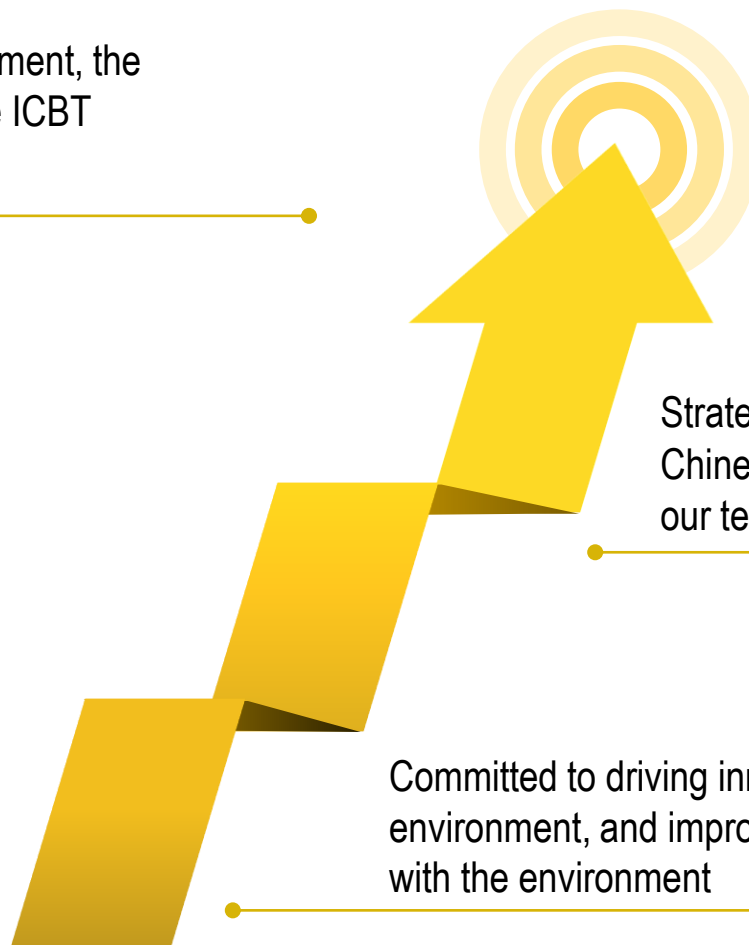 ment, the
ICBT
Strate
Chine
our te
Committed to driving inn
environment, and impro
with the environment